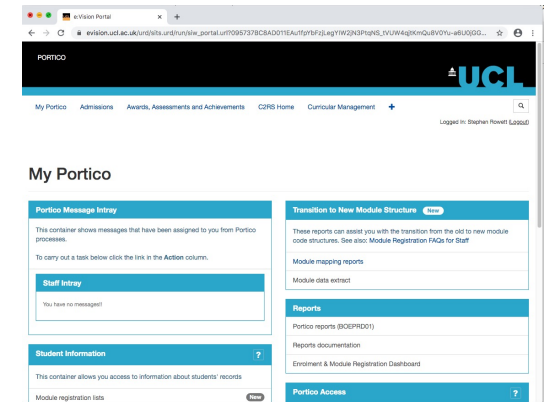 e:Vision Portal
evision.ucl.ac.uk/urd/sits.urd/run/siw_portal.url?095737BC8AD011EAu1fpYbFzjLegYIW2jN3PtqNS_tVUW4qjtKmQu8V0Yu-a6U0jGG...
PORTICO
UCL
My Portico Admissions Awards, Assessments and Achievements C2RS Home Curricular Management
Logged in: Stephen Rowett (Logout)
My Portico
Portico Message Intray
This container shows messages that have been assigned to you from Portico
processes.
To carry out a task below click the link in the Action column.
Staff Intray
You have no messages!!
Student Information ?
This container allows you access to information about students' records
Module registration lists New
Transition to New Module Structure New
These reports can assist you with the transition from the old to new module
code structures. See also: Module Registration FAQs for Staff
Module mapping reports
Module data extract
Reports
Portico reports (BOEPRD01)
Reports documentation
Enrolment & Module Registration Dashboard
Portico Access ?